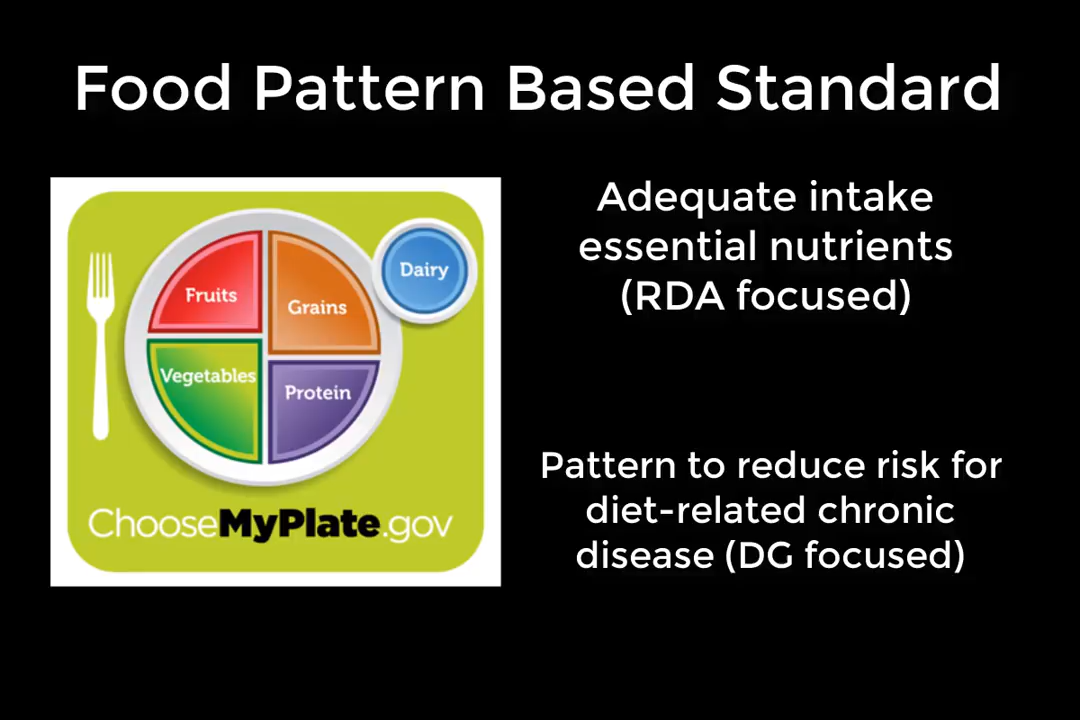 Food Pattern Based Standard
Fruits
Grains
Dairy
Vegetables
Protein
ChooseMyPlate.gov
Adequate intake
essential nutrients
(RDA focused)
Pattern to reduce risk for
diet-related chronic
disease (DG focused)